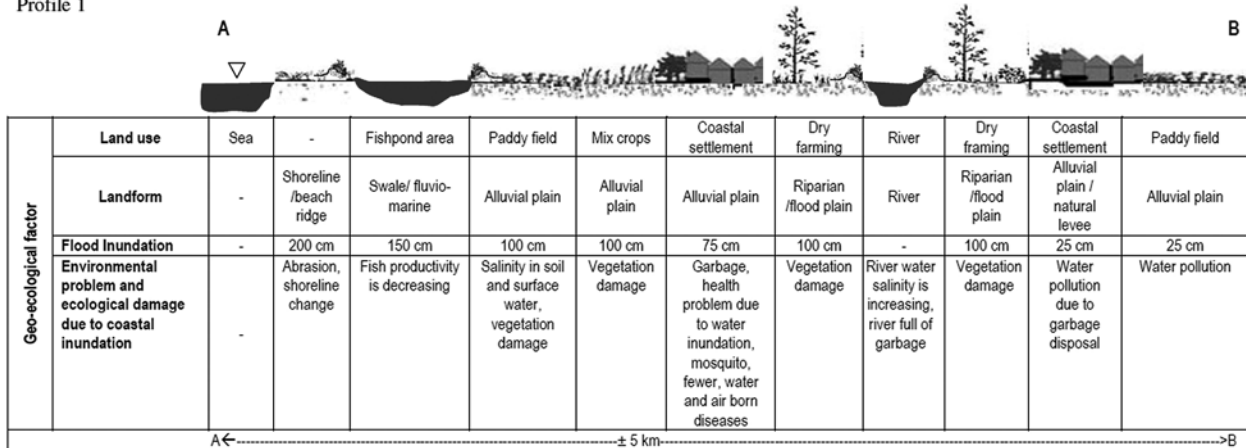 Profile 1
A
B
Geo-ecological factor
Land use
Sea
-
Fishpond area
Paddy field
Mix crops
Coastal
settlement
Dry
farming
River
Dry
framing
Coastal
settlement
Paddy field
Landform
-
Shoreline
/beach
ridge
Swale/ fluvio-
marine
Alluvial plain
Alluvial
plain
Alluvial plain
Riparian
/flood plain
River
Riparian
/flood
plain
Alluvial
plain /
natural
levee
Alluvial plain
Flood Inundation
-
200 cm
150 cm
100 cm
100 cm
75 cm
100 cm
-
100 cm
25 cm
25 cm
Environmental
problem and
ecological damage
due to coastal
inundation
-
Abrasion,
shoreline
change
Fish productivity
is decreasing
Salinity in soil
and surface
water,
vegetation
damage
Vegetation
damage
Garbage,
health
problem due
to water
inundation,
mosquito,
fewer, water
and air born
diseases
Vegetation
damage
River water
salinity is
increasing,
river full of
garbage
Vegetation
damage
Water
pollution
due to
garbage
disposal
Water pollution
A←--------------------± 5 km-------------------->B